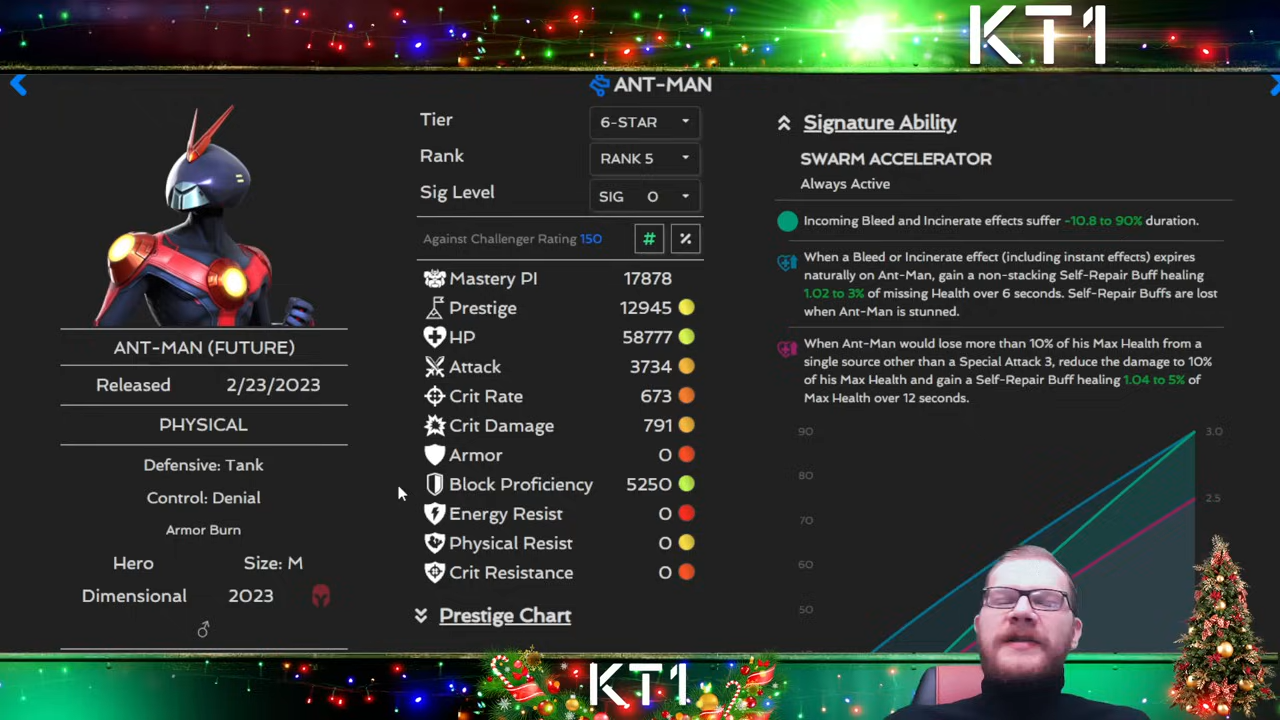 KT1
ANT-MAN
ANT-MAN (FUTURE)
Released 2/23/2023
PHYSICAL
Defensive: Tank
Control: Denial
Armor Burn
Hero Size: M
Dimensional 2023
♂
Tier 6-STAR
Rank RANK 5
Sig Level SIG 0
Against Challenger Rating 150 # %
Mastery PI 17878
Prestige 12945
HP 58777
Attack 3734
Crit Rate 673
Crit Damage 791
Armor 0
Block Proficiency 5250
Energy Resist 0
Physical Resist 0
Crit Resistance 0
Prestige Chart
Signature Ability
SWARM ACCELERATOR
Always Active
Incoming Bleed and Incinerate effects suffer -10.8 to 90% duration.
When a Bleed or Incinerate effect (including instant effects) expires
naturally on Ant-Man, gain a non-stacking Self-Repair Buff healing
1.02 to 3% of missing Health over 6 seconds. Self-Repair Buffs are lost
when Ant-Man is stunned.
When Ant-Man would lose more than 10% of his Max Health from a
single source other than a Special Attack 3, reduce the damage to 10%
of his Max Health and gain a Self-Repair Buff healing 1.04 to 5% of
Max Health over 12 seconds.
90 3.0
80
70 2.5
60
50
KT1